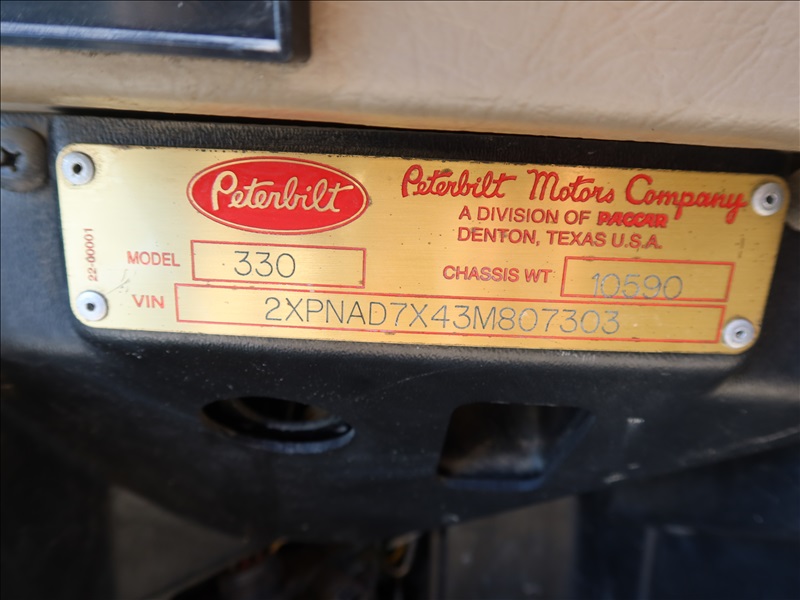 Peterbilt
Peterbilt Motors Company
A DIVISION OF PACCAR
DENTON, TEXAS U.S.A.
22-00001
MODEL 330
CHASSIS WT 10590
VIN 2XPNAD7X43M807303